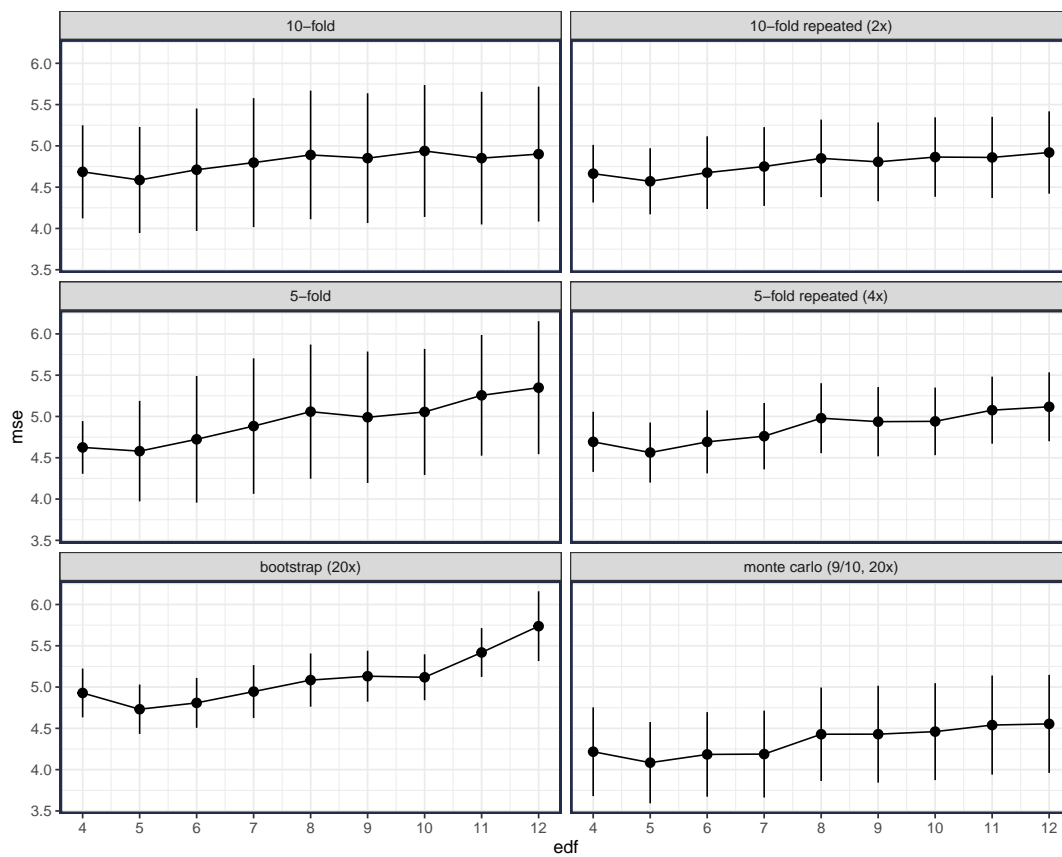 10−fold
10−fold repeated (2x)
6.0
5.5
5.0
4.5
4.0
3.5
5−fold
5−fold repeated (4x)
6.0
5.5
5.0
4.5
4.0
3.5
mse
bootstrap (20x)
monte carlo (9/10, 20x)
6.0
5.5
5.0
4.5
4.0
3.5
4 5 6 7 8 9 10 11 12
4 5 6 7 8 9 10 11 12
edf